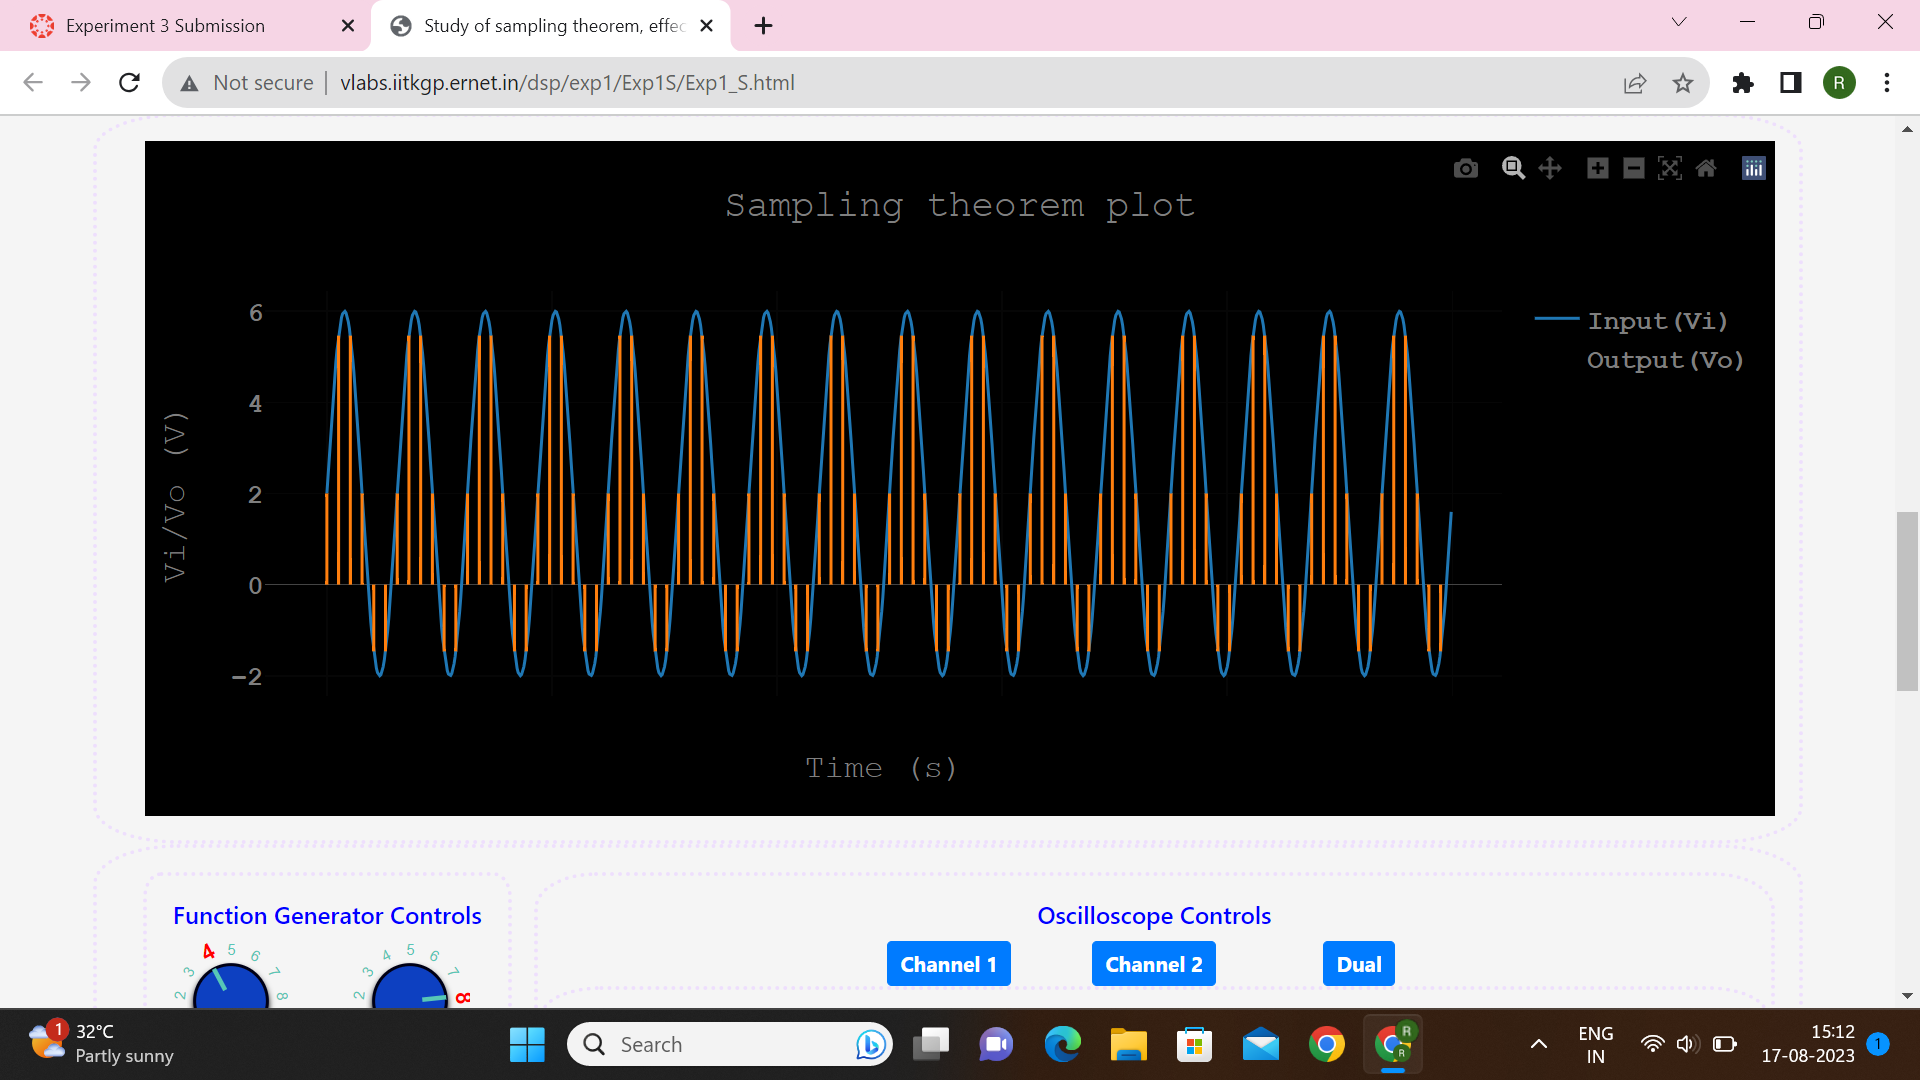 Experiment 3 Submission
Study of sampling theorem, effec
Not secure
vlabs.iitkgp.ernet.in/dsp/exp1/Exp1S/Exp1_S.html
R
Sampling theorem plot
6
4
2
0
−2
Vi/Vo (V)
Input(Vi)
Output(Vo)
Time (s)
Function Generator Controls
2 3 4 5 6 7 8
2 3 4 5 6 7 8
Oscilloscope Controls
Channel 1
Channel 2
Dual
1
32°C
Partly sunny
Search
R
R
ENG
IN
15:12
17-08-2023
1